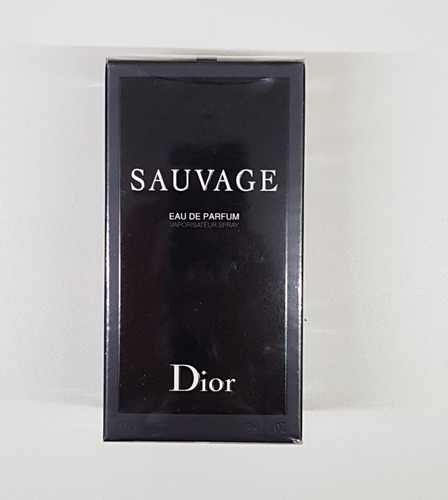 SAUVAGE
EAU DE PARFUM
VAPORISATEUR SPRAY
Dior